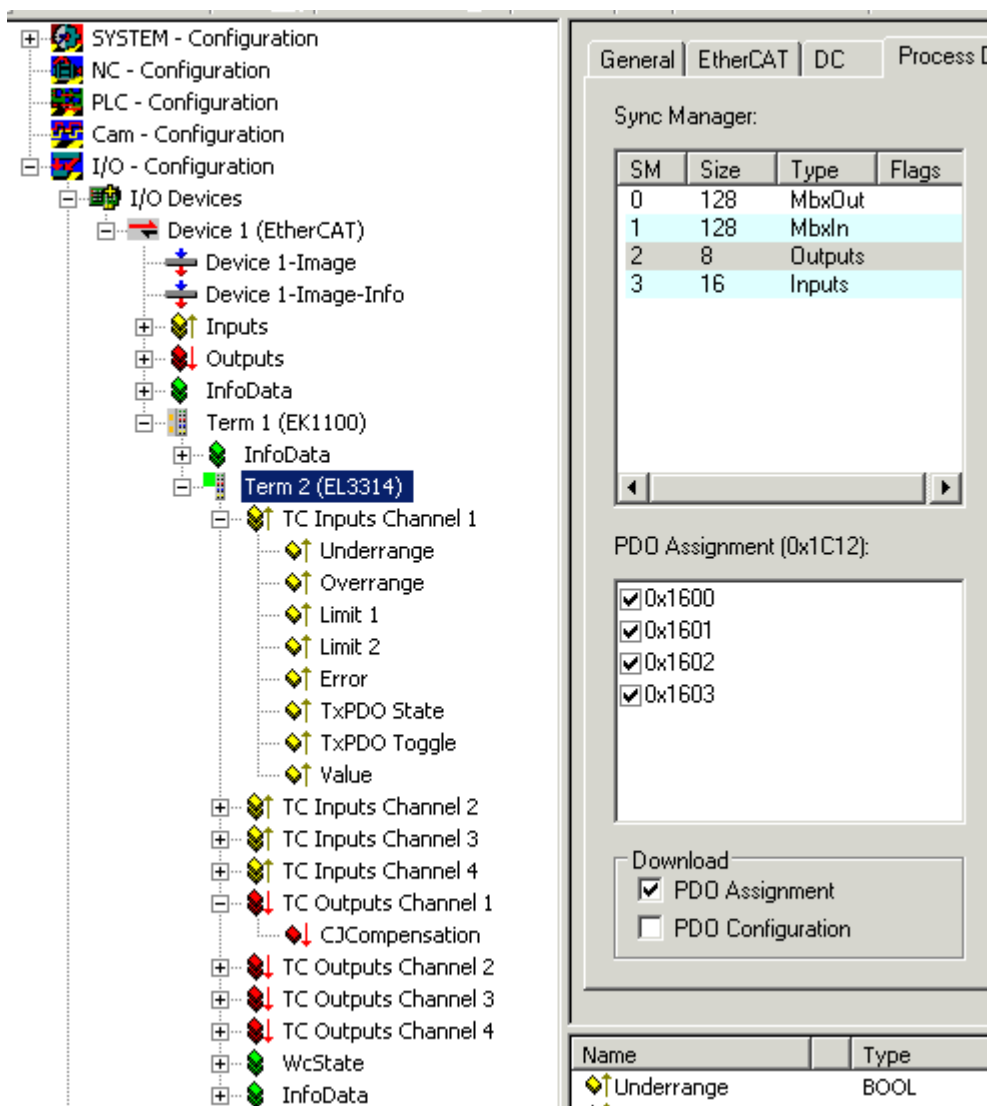 SYSTEM - Configuration
NC - Configuration
PLC - Configuration
Cam - Configuration
I/O - Configuration
I/O Devices
Device 1 (EtherCAT)
Device 1-Image
Device 1-Image-Info
Inputs
Outputs
InfoData
Term 1 (EK1100)
InfoData
Term 2 (EL3314)
TC Inputs Channel 1
Underrange
Overrange
Limit 1
Limit 2
Error
TxPDO State
TxPDO Toggle
Value
TC Inputs Channel 2
TC Inputs Channel 3
TC Inputs Channel 4
TC Outputs Channel 1
CJCompensation
TC Outputs Channel 2
TC Outputs Channel 3
TC Outputs Channel 4
WcState
InfoData
General EtherCAT DC Process D
Sync Manager:
SM Size Type Flags
0 128 MbxOut
1 128 MbxIn
2 8 Outputs
3 16 Inputs
PDO Assignment (0x1C12):
0x1600
0x1601
0x1602
0x1603
Download
PDO Assignment
PDO Configuration
Name Type
Underrange BOOL